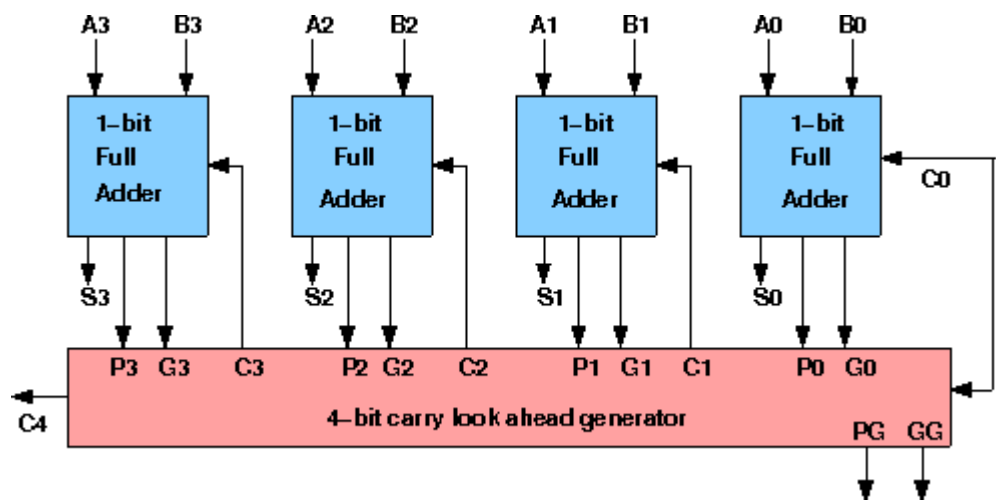 A3 B3 A2 B2 A1 B1 A0 B0
1-bit Full Adder
1-bit Full Adder
1-bit Full Adder
1-bit Full Adder
C0
S3 S2 S1 S0
P3 G3 C3 P2 G2 C2 P1 G1 C1 P0 G0
C4
4-bit carry look ahead generator
PG GG